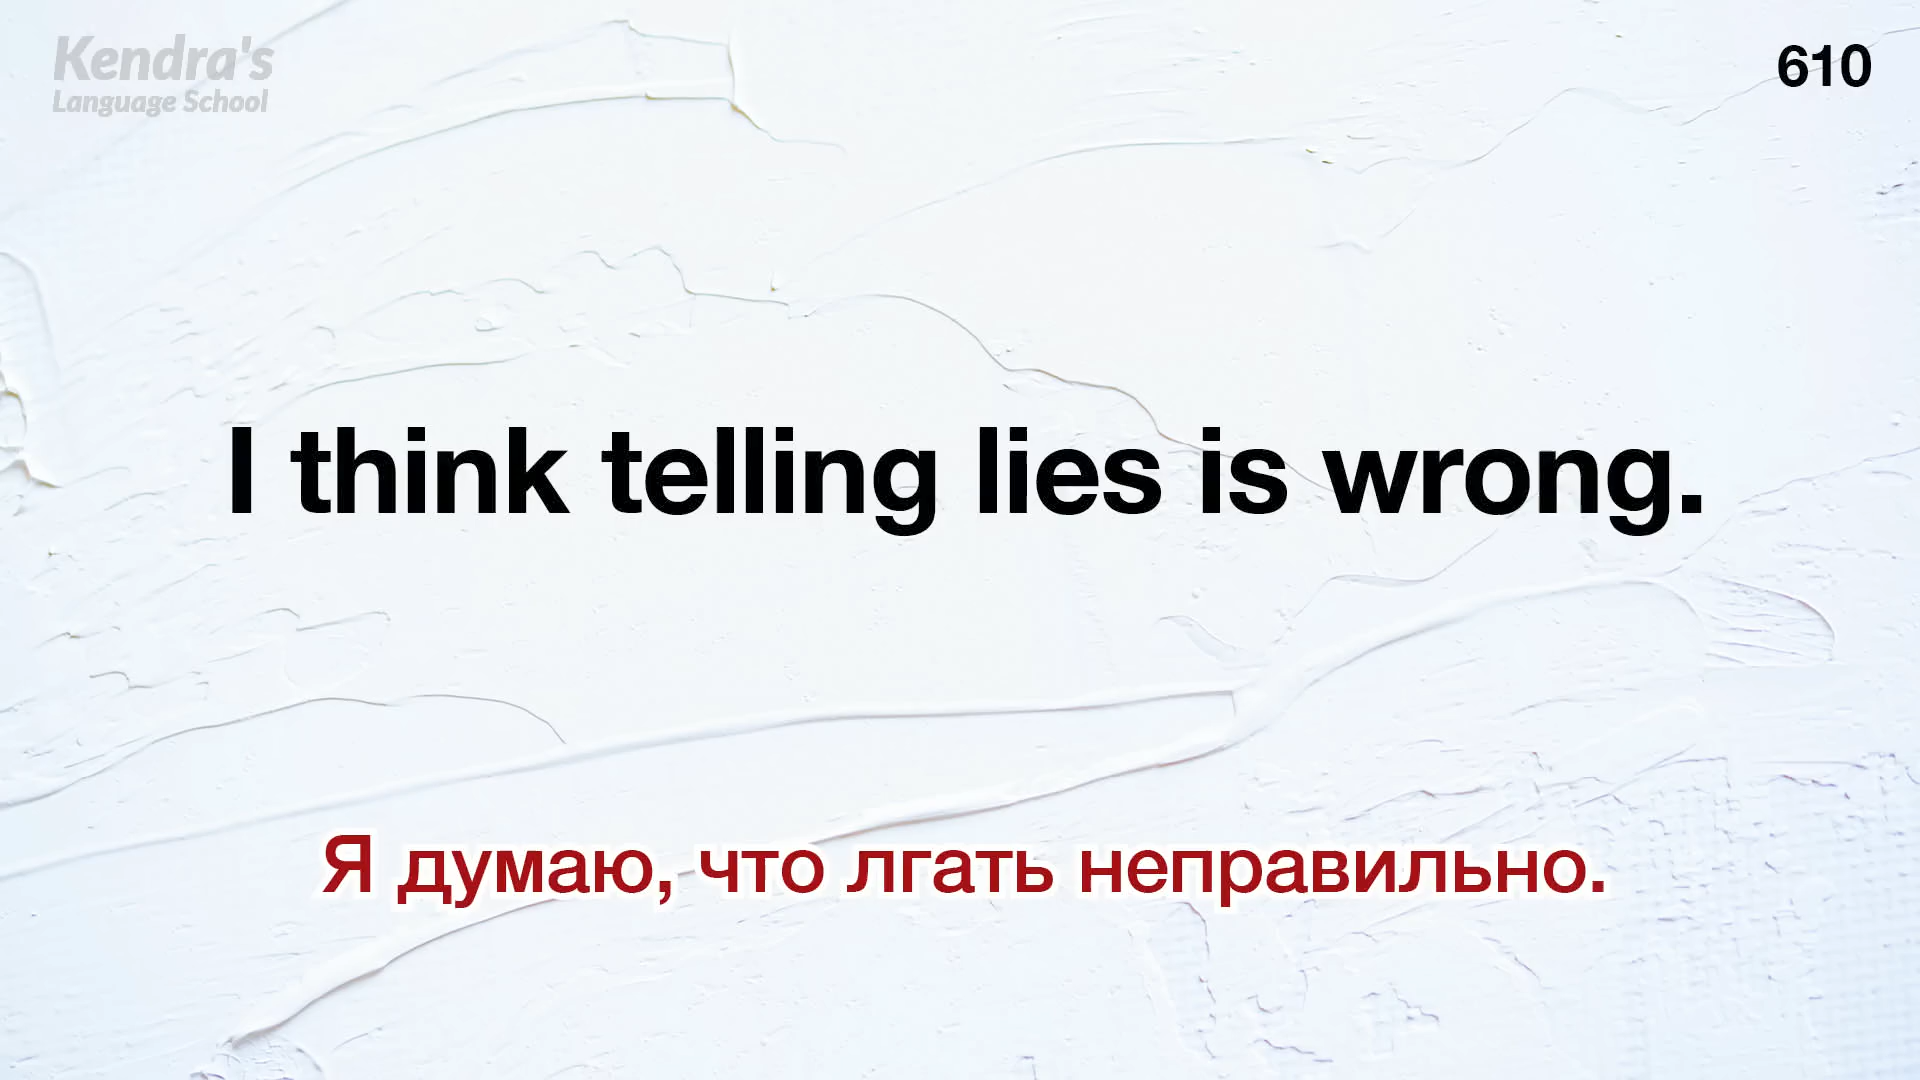 Kendra's
Language School
610
I think telling lies is wrong.
Я думаю, что лгать неправильно.